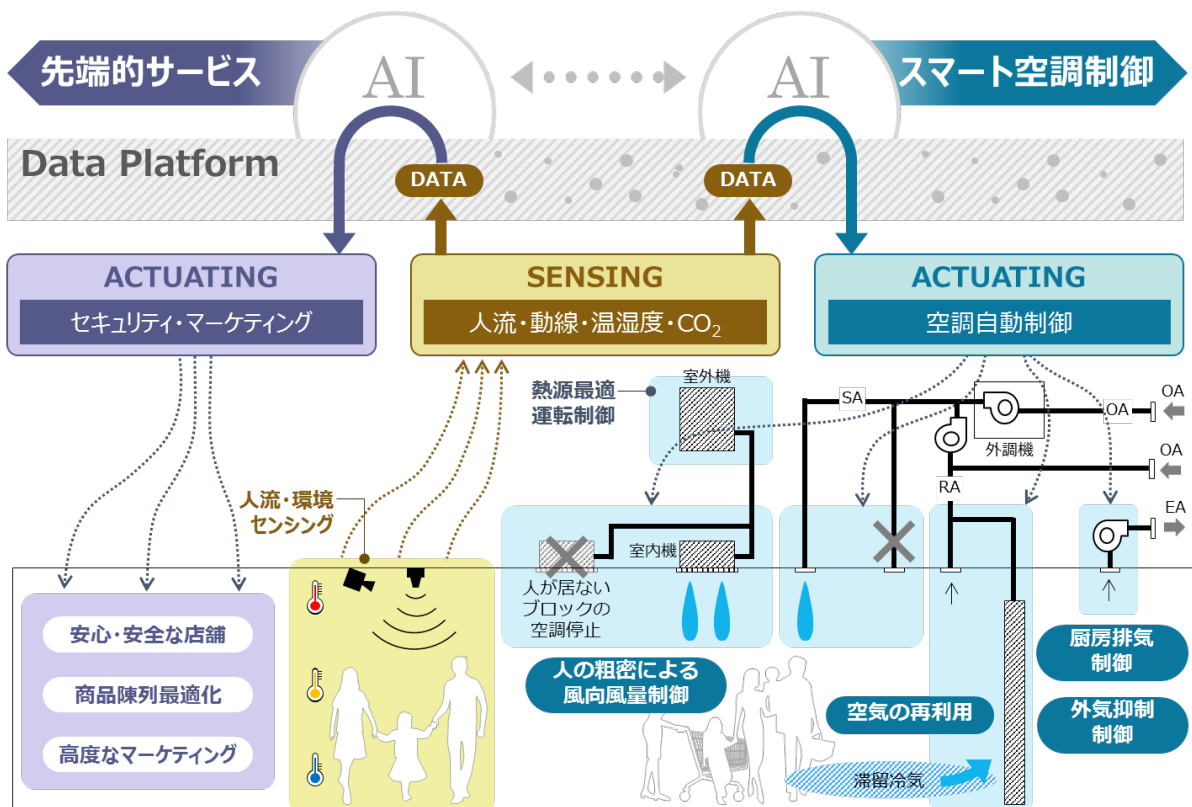 先端的サービス
AI
AI
スマート空調制御
Data Platform
DATA
DATA
ACTUATING
セキュリティ・マーケティング
SENSING
人流・動線・温湿度・CO₂
ACTUATING
空調自動制御
熱源最適
運転制御
室外機
SA
OA
OA
外調機
OA
RA
EA
人流・環境
センシング
室内機
人が居ない
ブロックの
空調停止
安心・安全な店舗
商品陳列最適化
高度なマーケティング
人の粗密による
風向風量制御
空気の再利用
厨房排気
制御
外気抑制
制御
滞留冷気